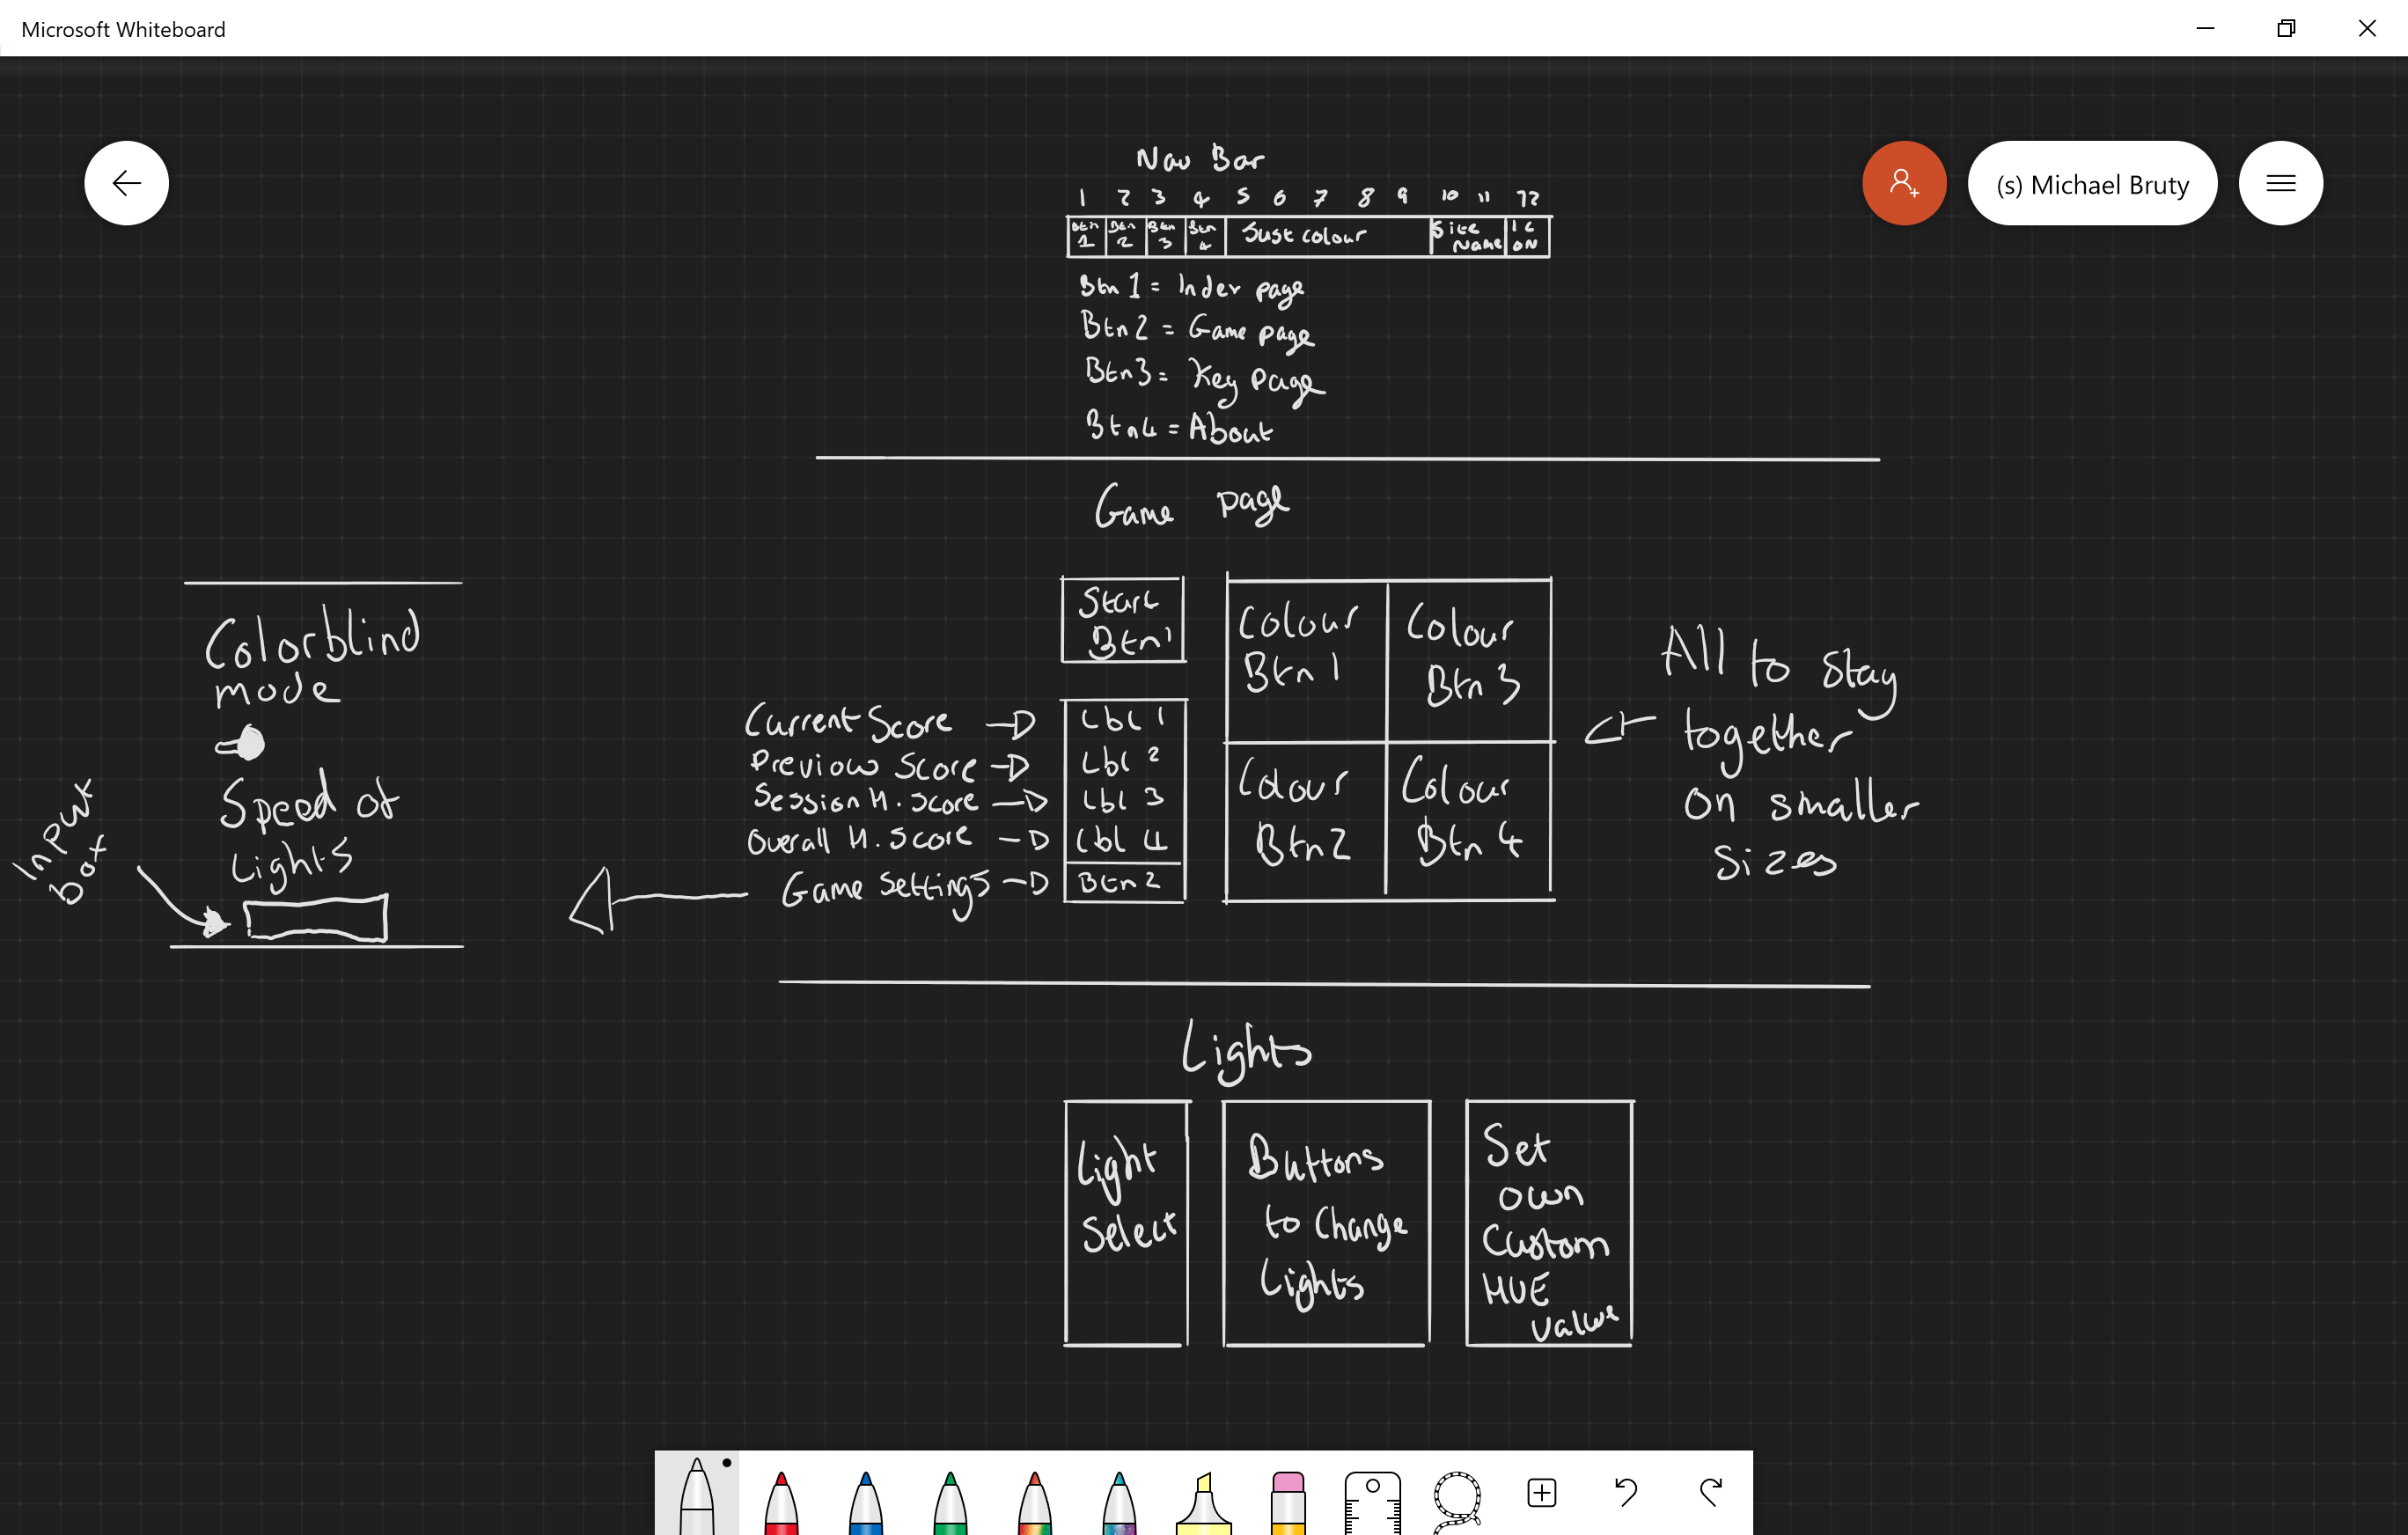 Microsoft Whiteboard
(s) Michael Bruty
Nav Bar
1 2 3 4 5 6 7 8 9 10 11 12
Btn 1 Btn 2 Btn 3 Btn 4 Just colour Site Name IC ON
Btn 1 = Index page
Btn 2 = Game page
Btn 3 = Key Page
Btn 4 = About
Game page
Start
Btn 1
Colour
Btn 1
Colour
Btn 3
Colour
Btn 2
Colour
Btn 4
Current Score Lbl 1
Previous Score Lbl 2
Session H. Score Lbl 3
Overall H. Score Lbl 4
Game Settings Btn 2
All to stay
together
on smaller
sizes
Colorblind
mode
Speed of
Lights
Input
box
Lights
Light
Select
Buttons
to Change
Lights
Set
own
Custom
HUE
value